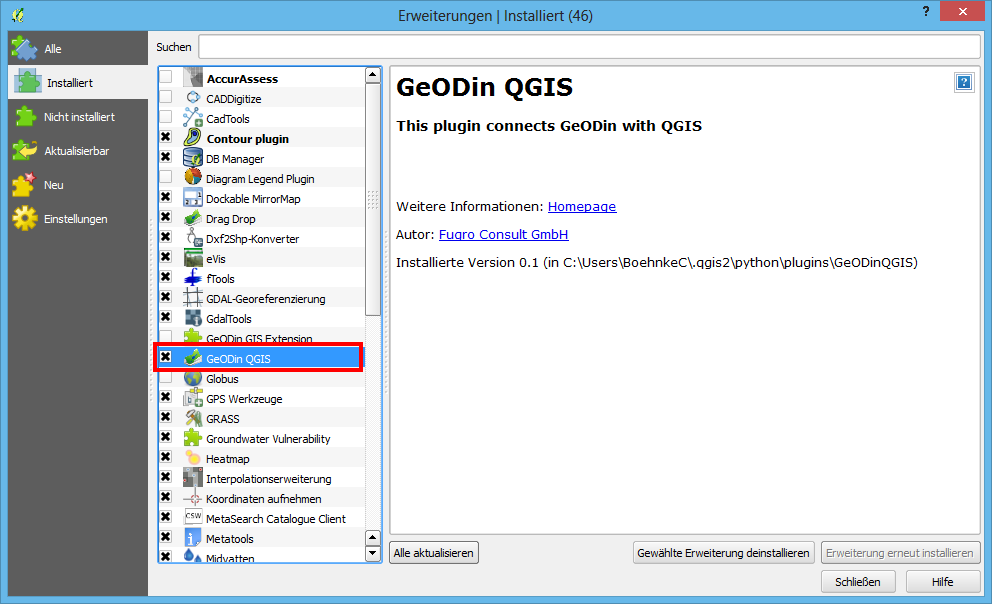 Erweiterungen | Installiert (46)
?
Alle
Installiert
Nicht installiert
Aktualisierbar
Neu
Einstellungen
Suchen
AccurAssess
CADDigitize
CadTools
Contour plugin
DB Manager
Diagram Legend Plugin
Dockable MirrorMap
Drag Drop
Dxf2Shp-Konverter
eVis
fTools
GDAL-Georeferenzierung
GdalTools
GeODin GIS Extension
GeODin QGIS
Globus
GPS Werkzeuge
GRASS
Groundwater Vulnerability
Heatmap
Interpolationserweiterung
Koordinaten aufnehmen
CSW MetaSearch Catalogue Client
Metatools
Midvatten
GeODin QGIS
?
This plugin connects GeODin with QGIS
Weitere Informationen: Homepage
Autor: Fugro Consult GmbH
Installierte Version 0.1 (in C:\Users\BoehnkeC\.qgis2\python\plugins\GeODinQGIS)
Alle aktualisieren
Gewählte Erweiterung deinstallieren
Erweiterung erneut installieren
Schließen
Hilfe